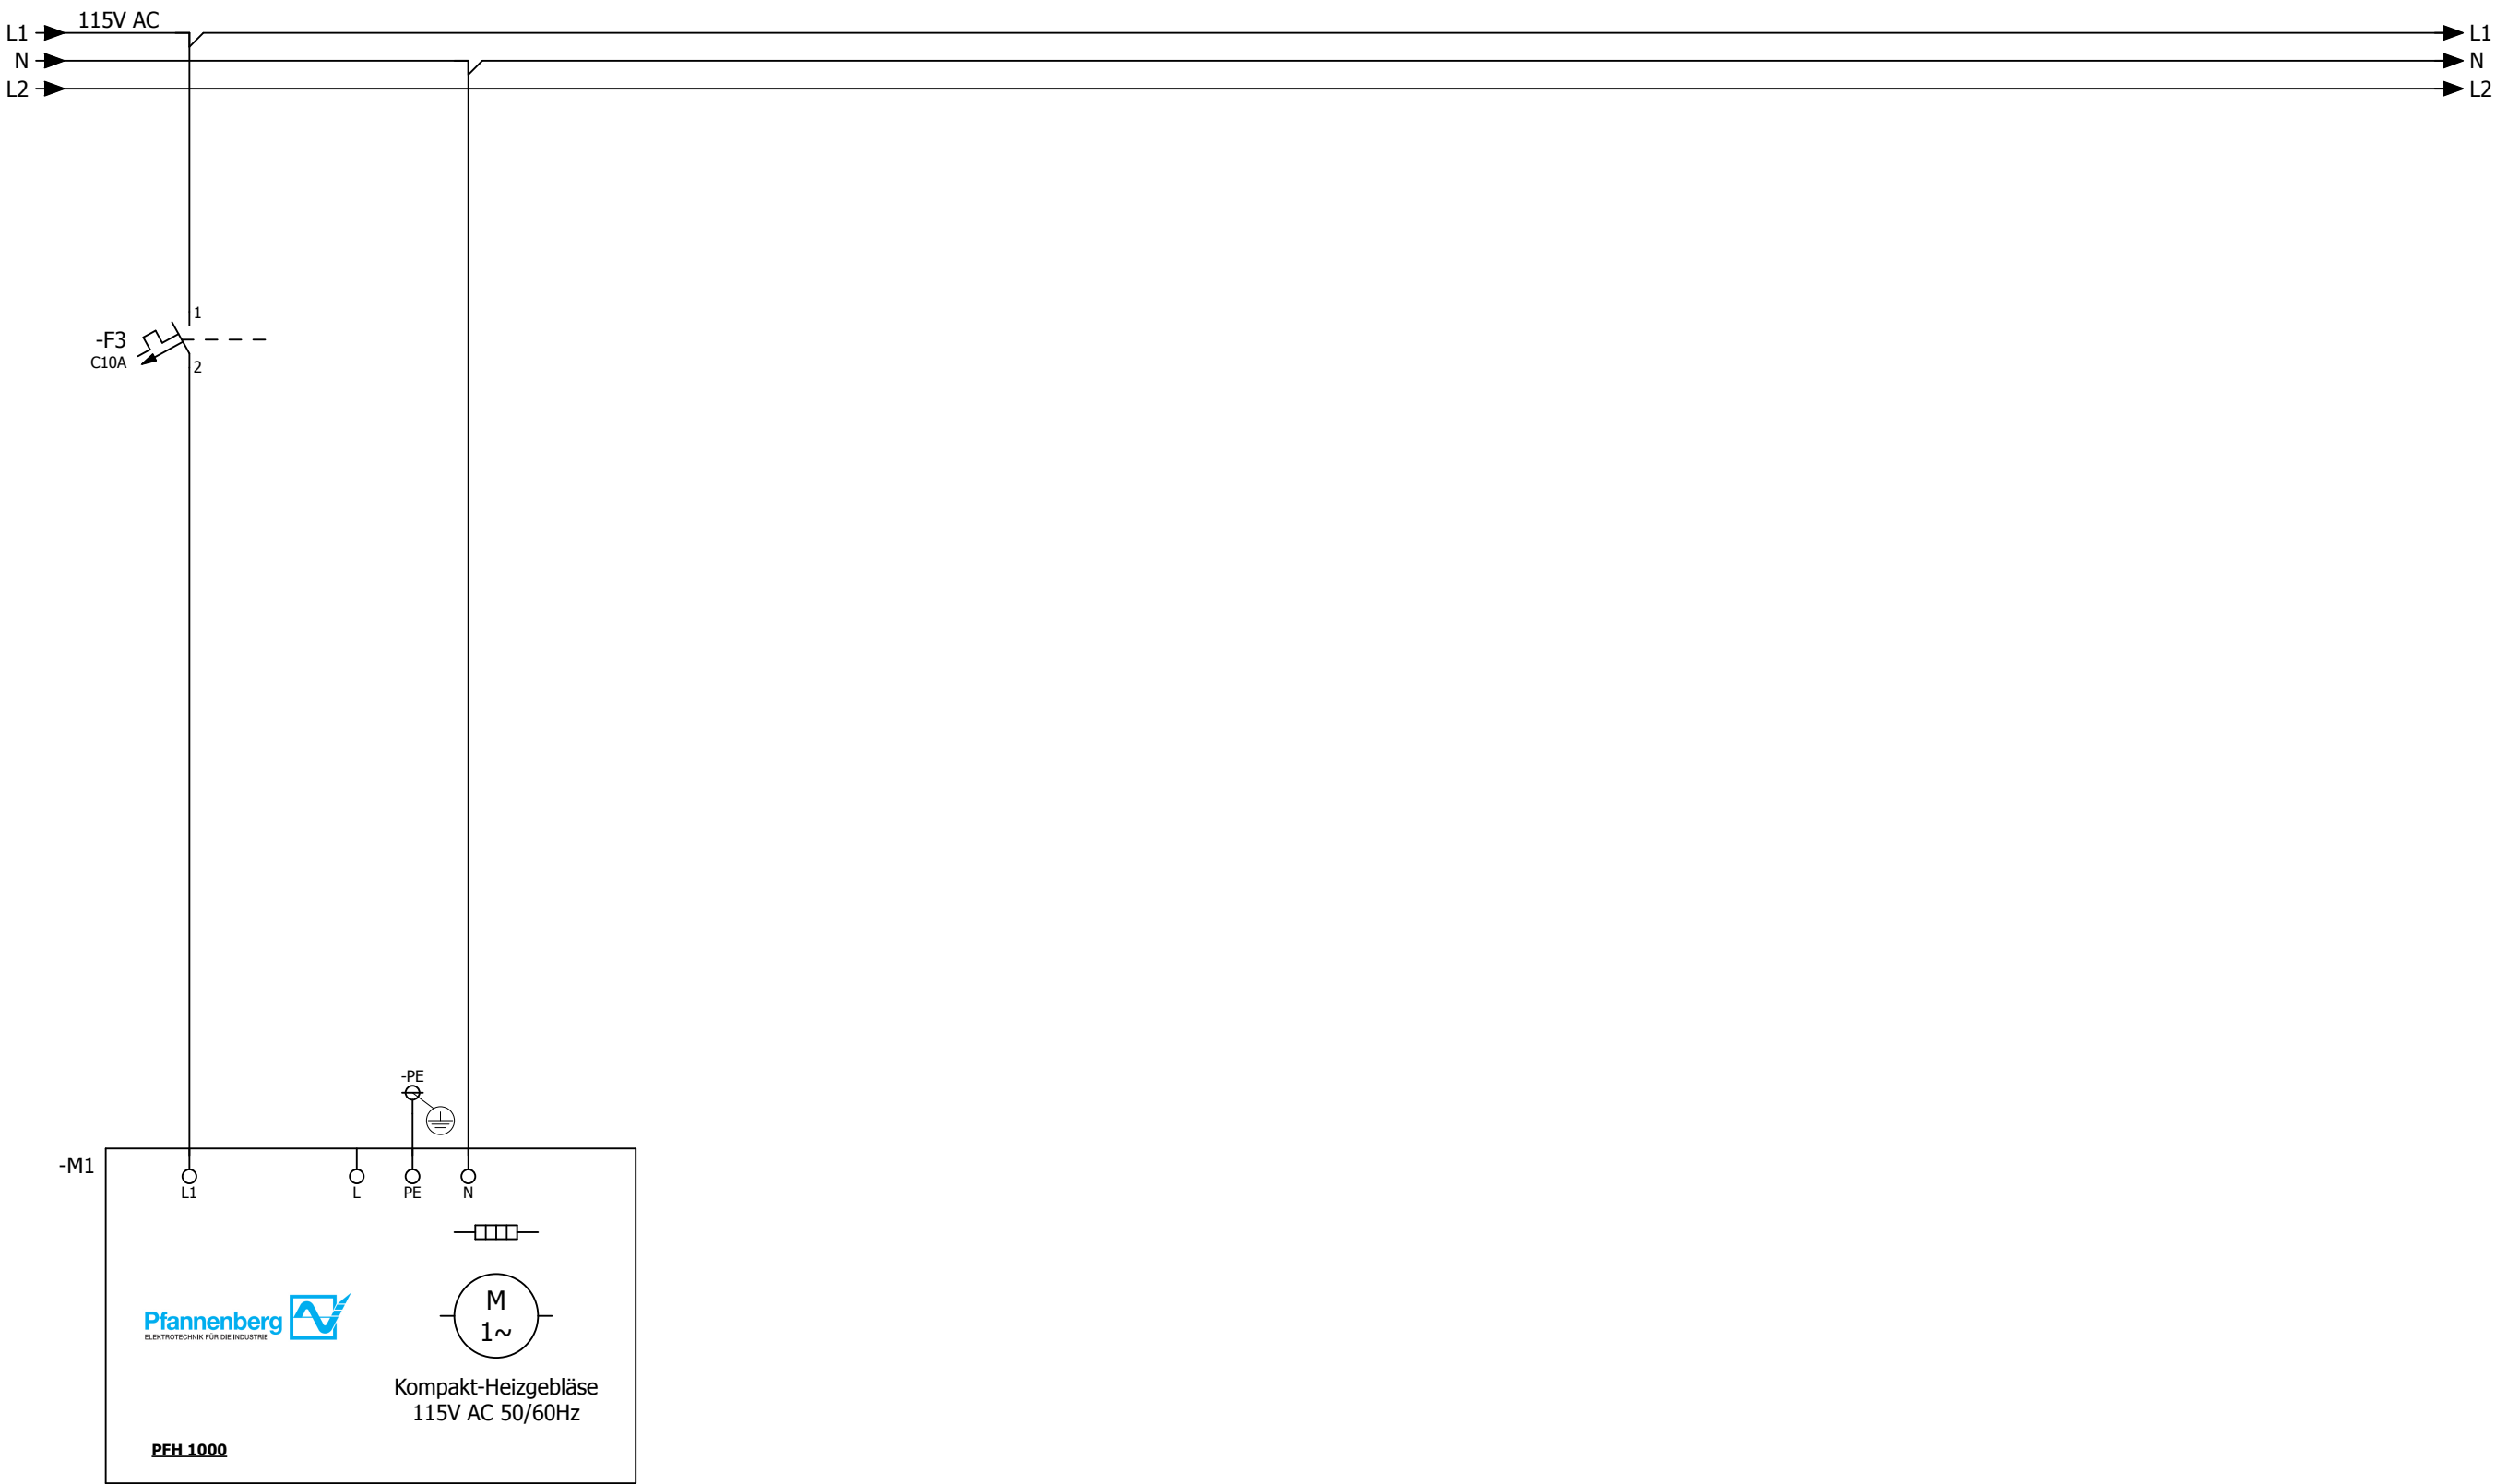 115V AC
L1
L1
N
N
L2
L2
1
-F3
C10A
2
-PE
-M1
L1
L
PE
N
M
1~
Pfannenberg
ELEKTROTECHNIK FÜR DIE INDUSTRIE
Kompakt-Heizgebläse
115V AC 50/60Hz
PFH 1000